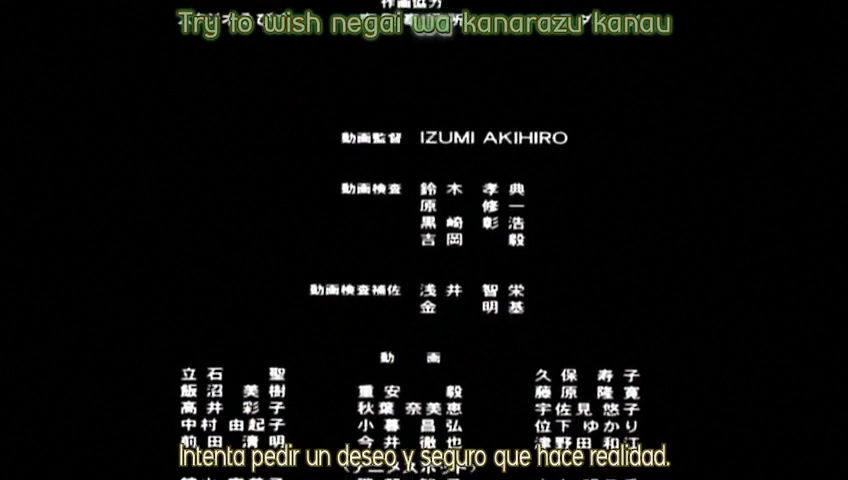 作画協力
Try to wish negai wa kanarazu kanau
動画監督 IZUMI AKIHIRO
動画検査 鈴木 孝典
原 修一
黒崎 彰浩
吉岡 毅
動画検査補佐 浅井 智栄
金 明基
動 画
立石 聖 久保 寿子
飯沼 美樹 重安 毅 藤原 隆寛
高井 彩子 秋葉 奈美恵 宇佐見 悠子
中村 由起子 小暮 昌弘 位下 ゆかり
前田 清明 今井 徹也 津野田 和江
Intenta pedir un deseo y seguro que hace realidad.